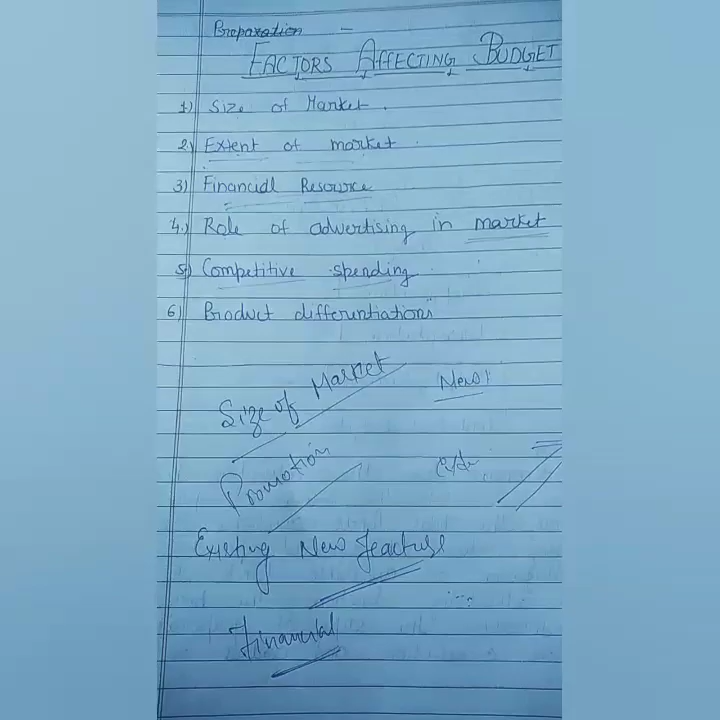 Preparation –
FACTORS AFFECTING BUDGET
1) Size of Market.
2) Extent of market
3) Financial Resource
4.) Role of advertising in market
5) Competitive spending
6) Product differentiations
Size of Market
New
Promotion
Existing New feature
Financial